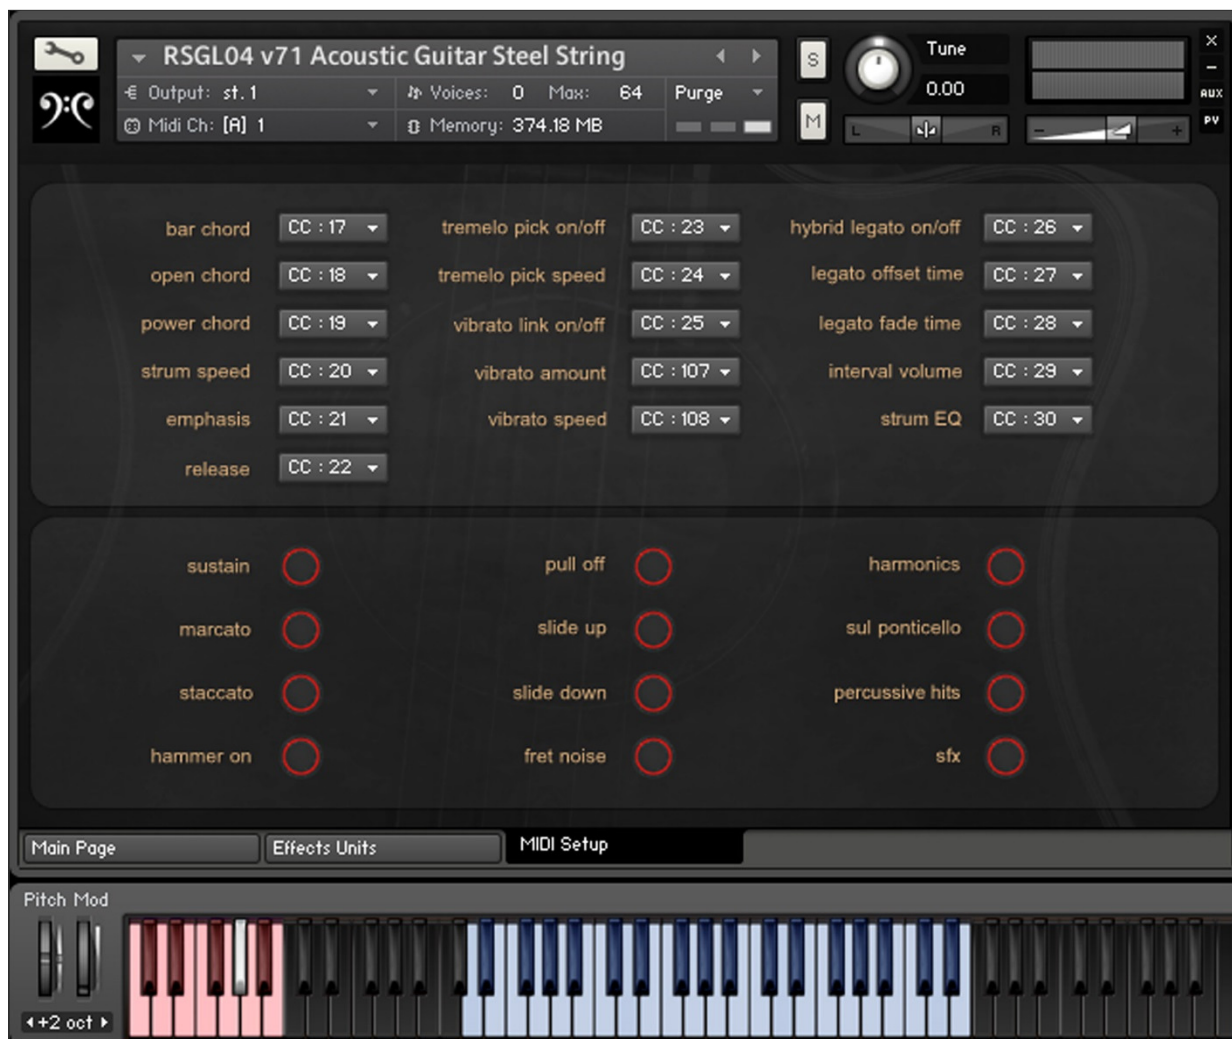 RSGL04 v71 Acoustic Guitar Steel String
Output: st.1
Voices: 0 Max: 64
Purge
Midi Ch: [A] 1
Memory: 374.18 MB
S
M
Tune
0.00
L R
- +
×
-
AUX
PV
bar chord CC : 17 tremelo pick on/off CC : 23 hybrid legato on/off CC : 26
open chord CC : 18 tremelo pick speed CC : 24 legato offset time CC : 27
power chord CC : 19 vibrato link on/off CC : 25 legato fade time CC : 28
strum speed CC : 20 vibrato amount CC : 107 interval volume CC : 29
emphasis CC : 21 vibrato speed CC : 108 strum EQ CC : 30
release CC : 22
sustain pull off harmonics
marcato slide up sul ponticello
staccato slide down percussive hits
hammer on fret noise sfx
Main Page Effects Units MIDI Setup
Pitch Mod
+2 oct